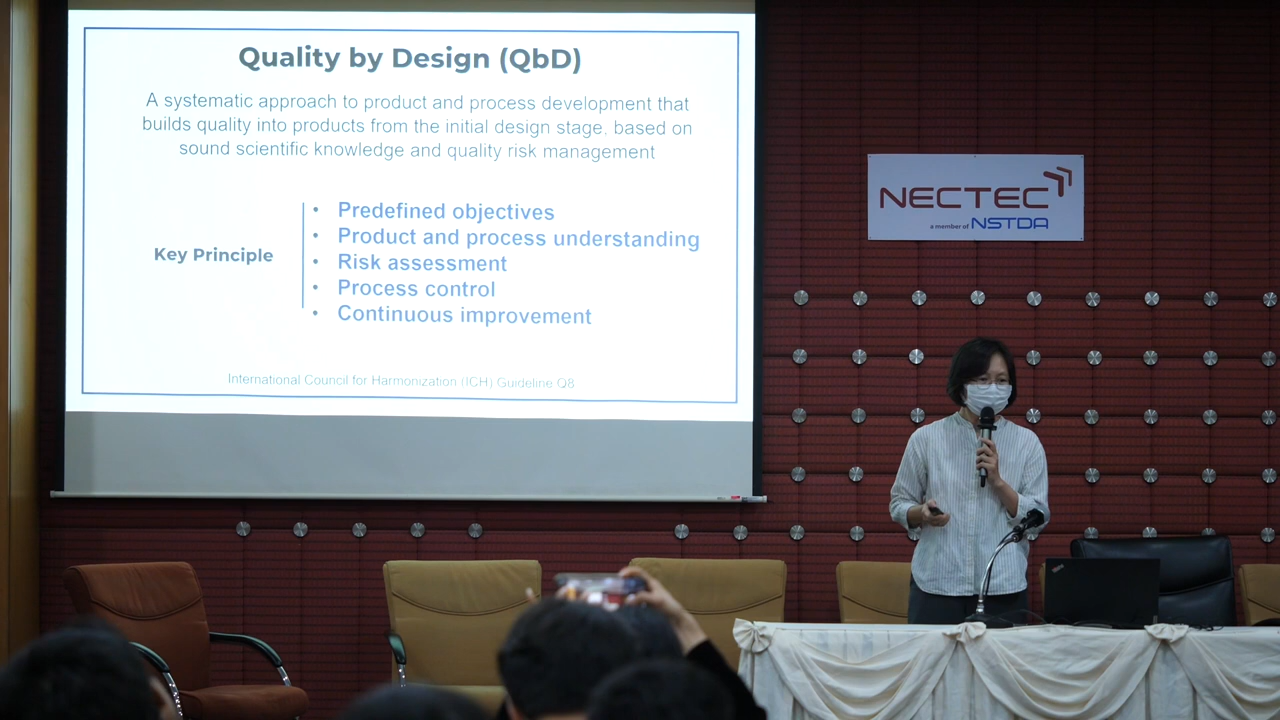 Quality by Design (QbD)
A systematic approach to product and process development that
builds quality into products from the initial design stage, based on
sound scientific knowledge and quality risk management
Key Principle
• Predefined objectives
• Product and process understanding
• Risk assessment
• Process control
• Continuous improvement
International Council for Harmonization (ICH) Guideline Q8
NECTEC
a member of NSTDA
ThinkPad